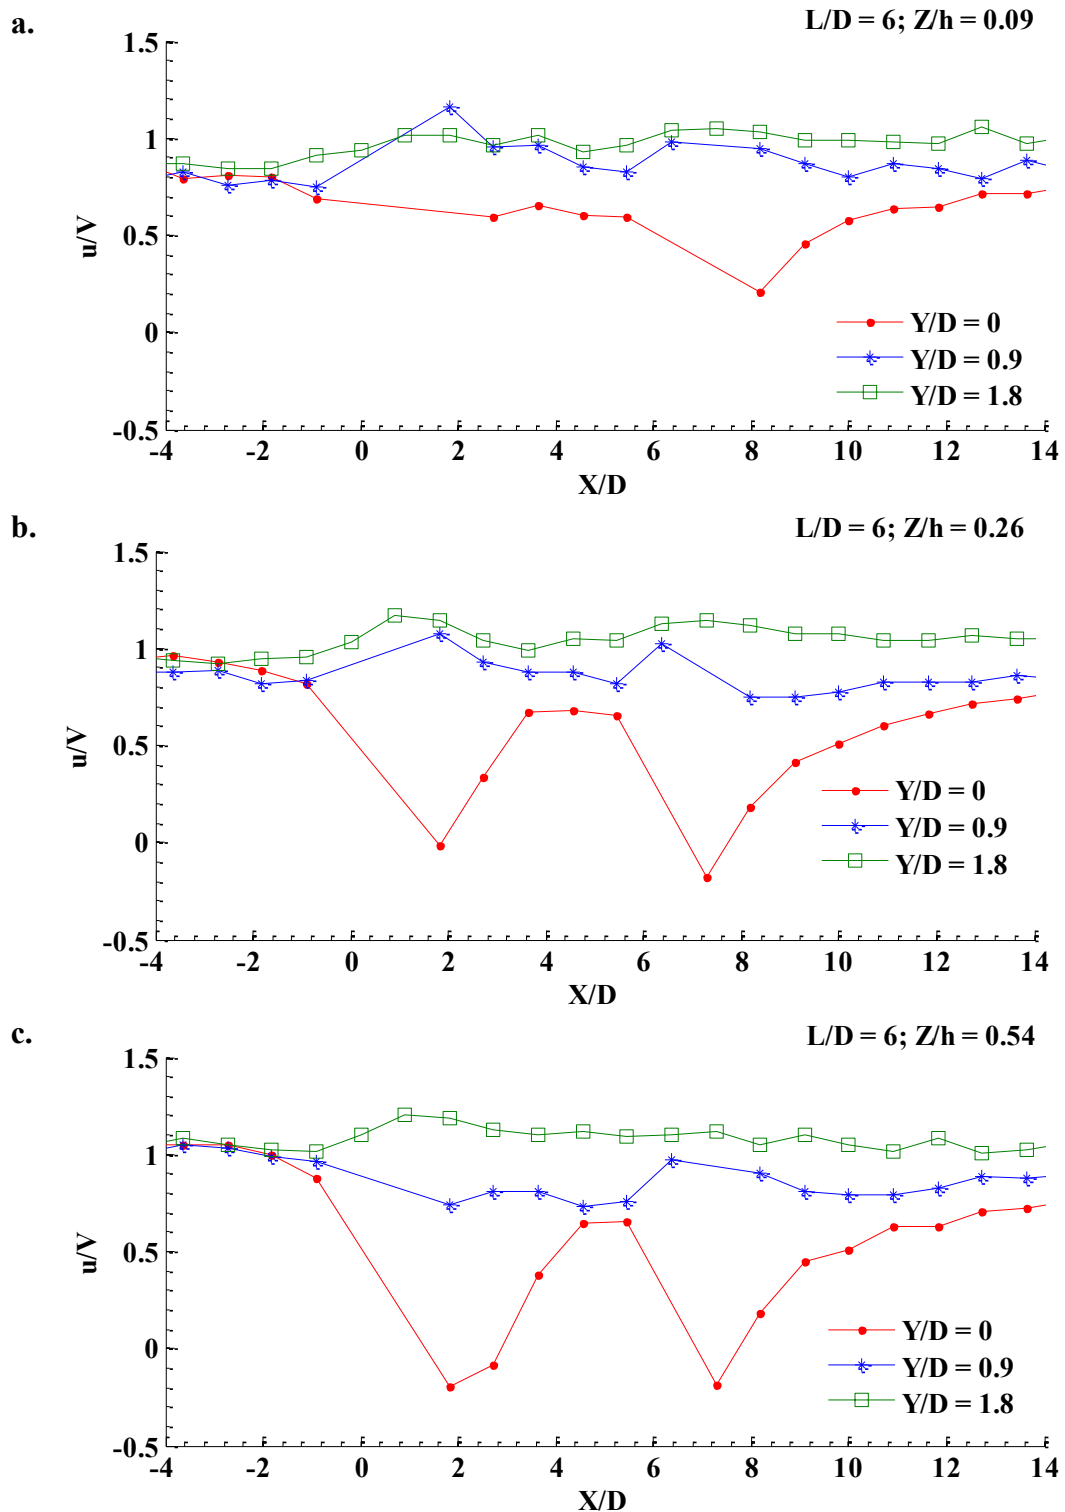 a.
L/D = 6; Z/h = 0.09
1.5
1
0.5
0
-0.5
u/V
-4 -2 0 2 4 6 8 10 12 14
X/D
Y/D = 0
Y/D = 0.9
Y/D = 1.8
b.
L/D = 6; Z/h = 0.26
1.5
1
0.5
0
-0.5
u/V
-4 -2 0 2 4 6 8 10 12 14
X/D
Y/D = 0
Y/D = 0.9
Y/D = 1.8
c.
L/D = 6; Z/h = 0.54
1.5
1
0.5
0
-0.5
u/V
-4 -2 0 2 4 6 8 10 12 14
X/D
Y/D = 0
Y/D = 0.9
Y/D = 1.8